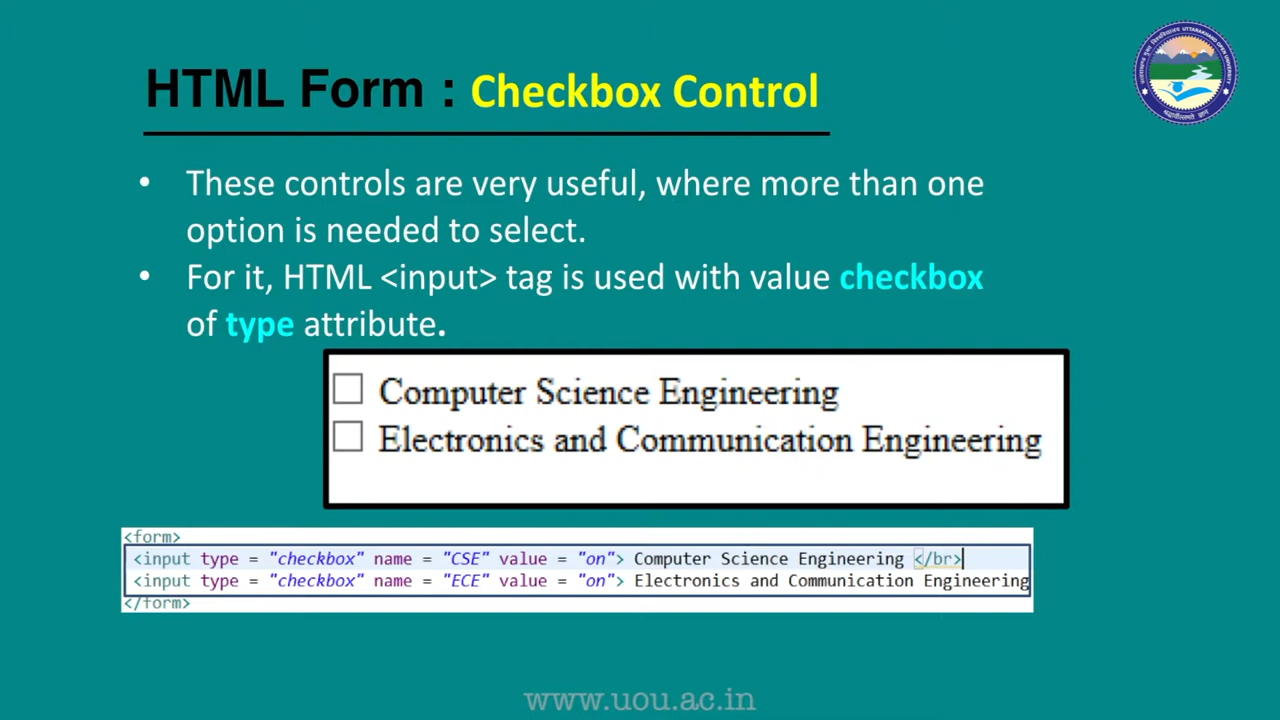 HTML Form : Checkbox Control
UTTARAKHAND OPEN UNIVERSITY
• These controls are very useful, where more than one
option is needed to select.
• For it, HTML <input> tag is used with value checkbox
of type attribute.
Computer Science Engineering
Electronics and Communication Engineering
<form>
<input type = "checkbox" name = "CSE" value = "on"> Computer Science Engineering </br>
<input type = "checkbox" name = "ECE" value = "on"> Electronics and Communication Engineering
</form>
www.uou.ac.in